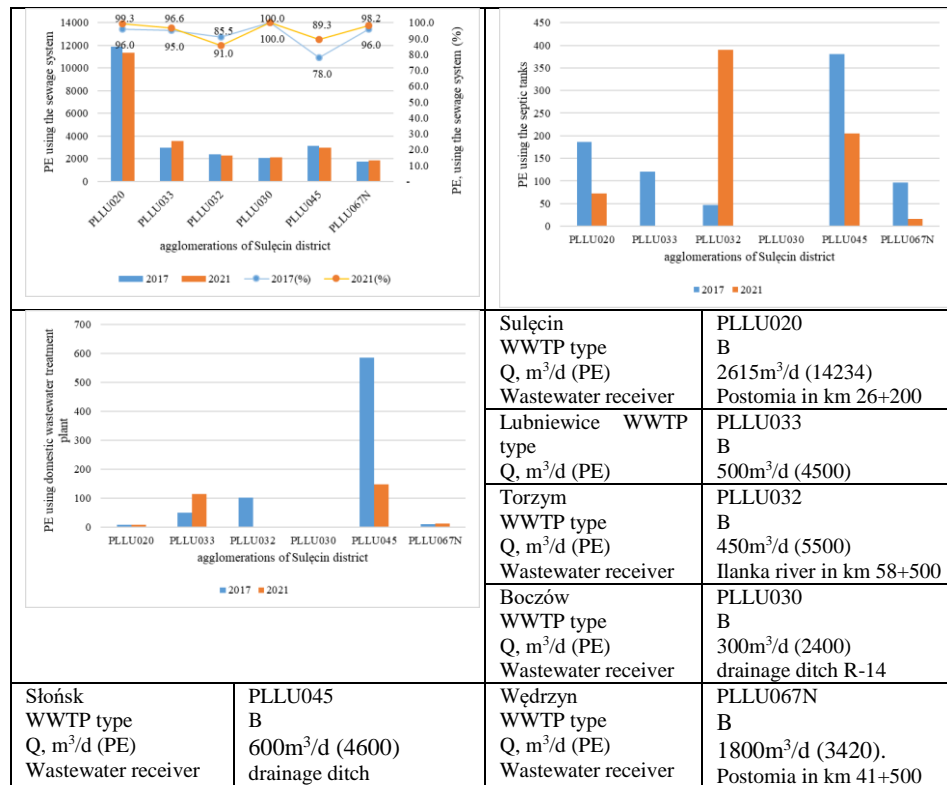 14000
12000
10000
8000
6000
4000
2000
0
PE using the sewage system
99.3 96.6 85.5 100.0 89.3 98.2
96.0 95.0 91.0 100.0 78.0 96.0
100.0
90.0
80.0
70.0
60.0
50.0
40.0
30.0
20.0
10.0
-
PE, using the sewage system (%)
PLLU020 PLLU033 PLLU032 PLLU030 PLLU045 PLLU067N
agglomerations of Sulęcin district
2017 2021 2017(%) 2021(%)
450
400
350
300
250
200
150
100
50
0
PE using the septic tanks
PLLU020 PLLU033 PLLU032 PLLU030 PLLU045 PLLU067N
agglomerations of Sulęcin district
2017 2021
700
600
500
400
300
200
100
0
PE using domestic wastewater treatment
plant
PLLU020 PLLU033 PLLU032 PLLU030 PLLU045 PLLU067N
agglomerations of Sulęcin district
2017 2021
Sulęcin PLLU020
WWTP type B
Q, m³/d (PE) 2615m³/d (14234)
Wastewater receiver Postomia in km 26+200
Lubniewice WWTP PLLU033
type B
Q, m³/d (PE) 500m³/d (4500)
Torzym PLLU032
WWTP type B
Q, m³/d (PE) 450m³/d (5500)
Wastewater receiver Ilanka river in km 58+500
Boczów PLLU030
WWTP type B
Q, m³/d (PE) 300m³/d (2400)
Wastewater receiver drainage ditch R-14
Słońsk PLLU045
WWTP type B
Q, m³/d (PE) 600m³/d (4600)
Wastewater receiver drainage ditch
Wędrzyn PLLU067N
WWTP type B
Q, m³/d (PE) 1800m³/d (3420).
Wastewater receiver Postomia in km 41+500